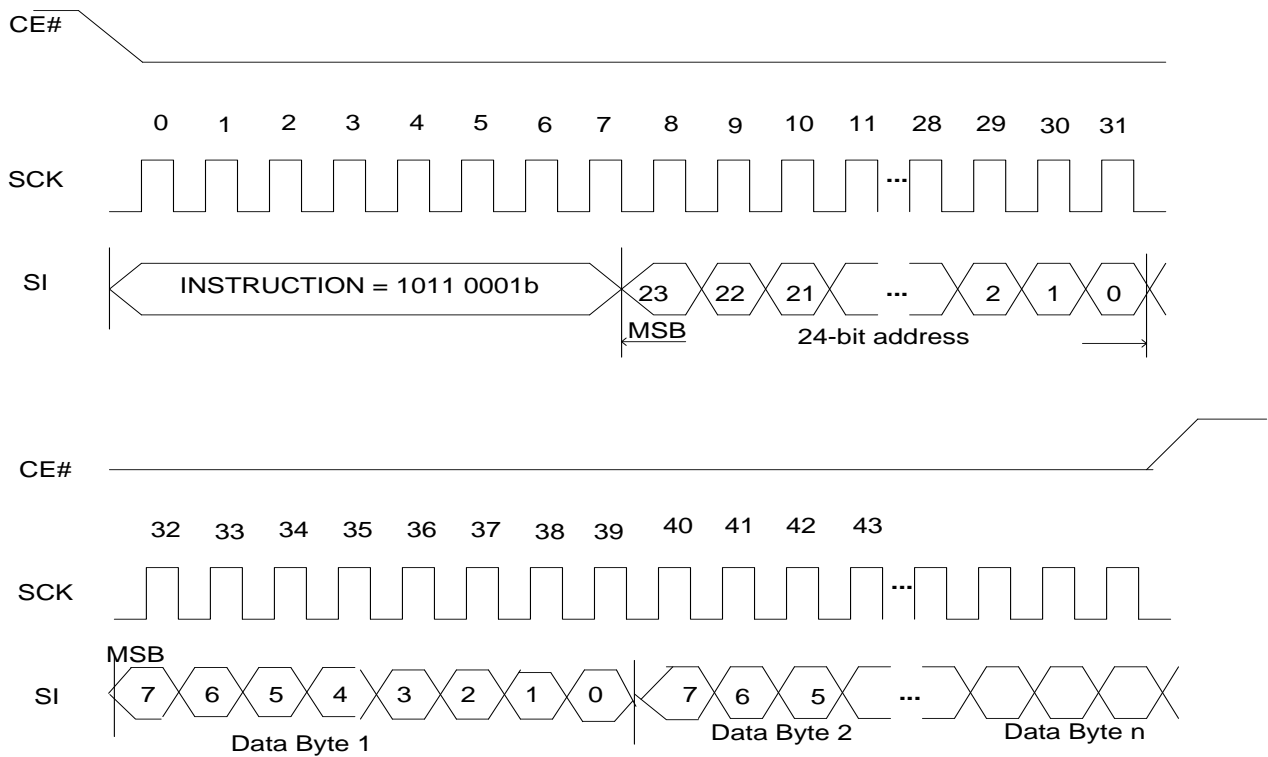 CE#
0 1 2 3 4 5 6 7 8 9 10 11 28 29 30 31
SCK ...
SI INSTRUCTION = 1011 0001b 23 22 21 ... 2 1 0
MSB 24-bit address
CE#
32 33 34 35 36 37 38 39 40 41 42 43
SCK ...
MSB
SI 7 6 5 4 3 2 1 0 7 6 5 ...
Data Byte 1 Data Byte 2 Data Byte n